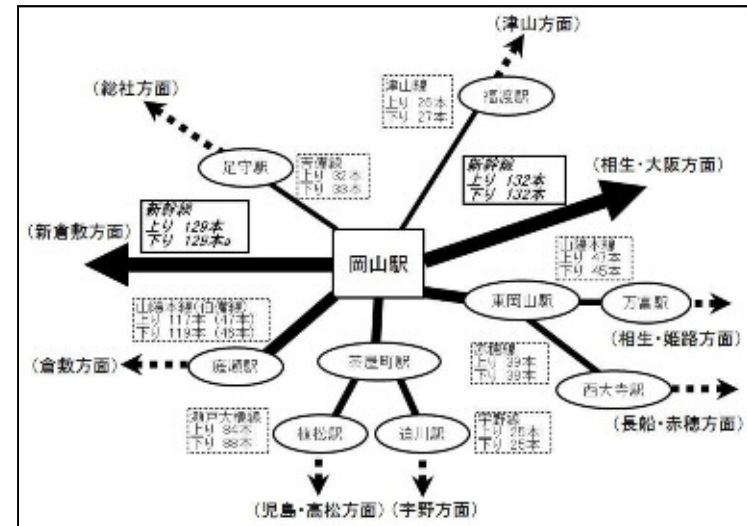 (津山方面)
津山線
上り 26本
下り 27本
福渡駅
(総社方面)
足守駅
吉備線
上り 32本
下り 33本
新幹線
上り 132本
下り 132本
(相生・大阪方面)
新幹線
上り 129本
下り 129本
(新倉敷方面)
岡山駅
山陽本線
上り 47本
下り 45本
東岡山駅
万富駅
(相生・姫路方面)
山陽本線(伯備線)
上り 117本 (47本)
下り 119本 (46本)
(倉敷方面)
庭瀬駅
茶屋町駅
赤穂線
上り 39本
下り 38本
西大寺駅
(長船・赤穂方面)
瀬戸大橋線
上り 84本
下り 88本
植松駅
迫川駅
宇野線
上り 25本
下り 25本
(児島・高松方面)
(宇野方面)